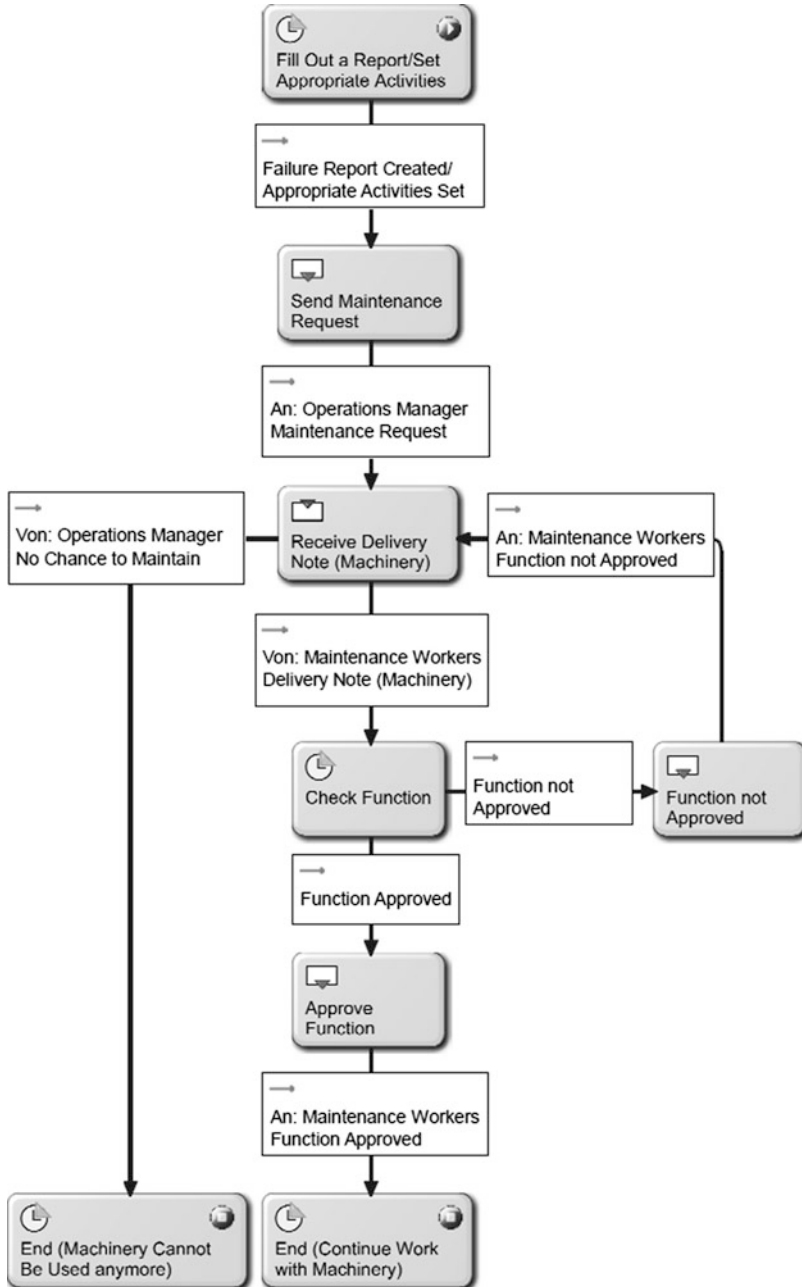 Fill Out a Report/Set
Appropriate Activities
Failure Report Created/
Appropriate Activities Set
Send Maintenance
Request
An: Operations Manager
Maintenance Request
Von: Operations Manager
No Chance to Maintain
Receive Delivery
Note (Machinery)
An: Maintenance Workers
Function not Approved
Von: Maintenance Workers
Delivery Note (Machinery)
Check Function
Function not
Approved
Function not
Approved
Function Approved
Approve
Function
An: Maintenance Workers
Function Approved
End (Machinery Cannot
Be Used anymore)
End (Continue Work
with Machinery)